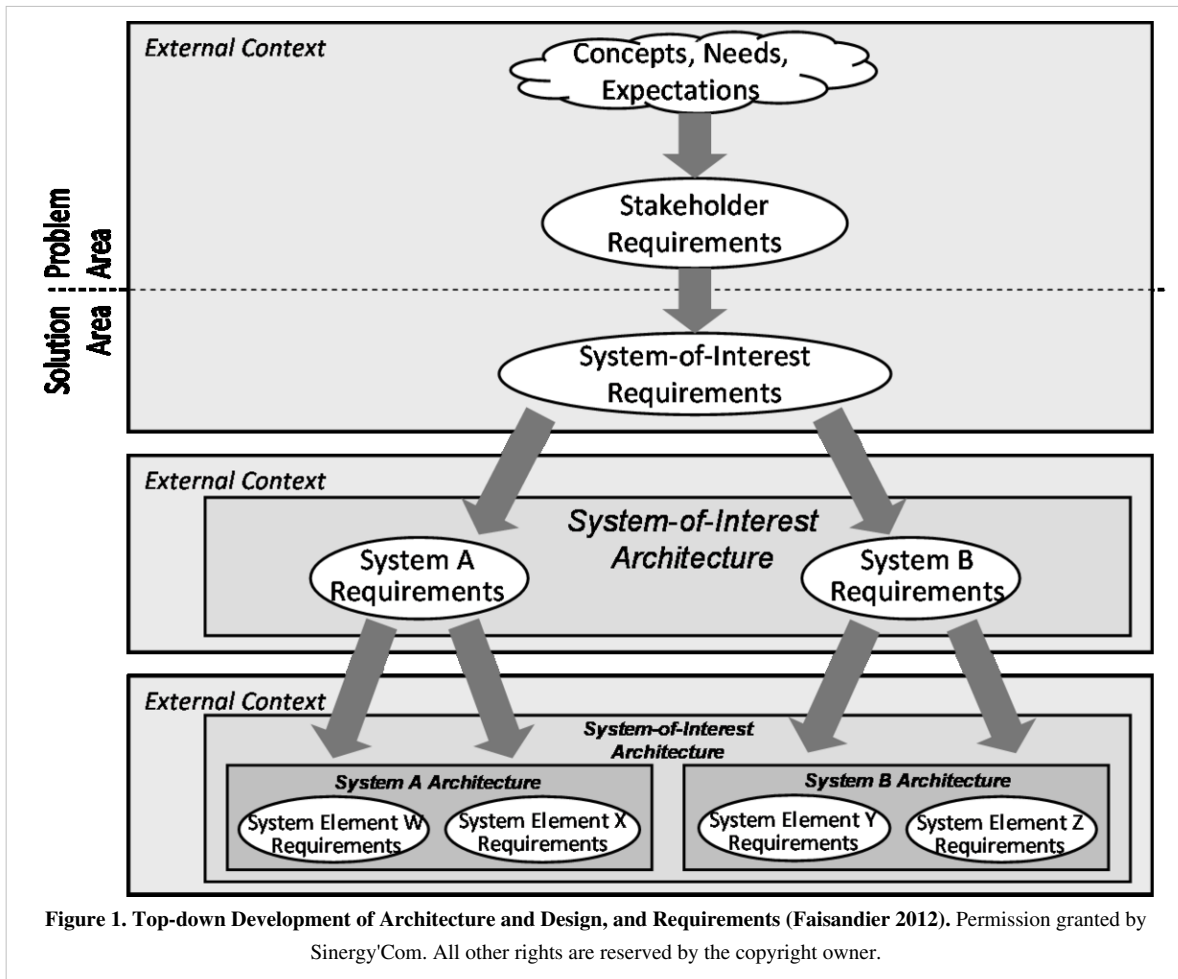 External Context
Concepts, Needs,
Expectations
Stakeholder
Requirements
Problem
Area
Solution
Area
System-of-Interest
Requirements
External Context
System-of-Interest
Architecture
System A
Requirements
System B
Requirements
External Context
System-of-Interest
Architecture
System A Architecture
System B Architecture
System Element W
Requirements
System Element X
Requirements
System Element Y
Requirements
System Element Z
Requirements
Figure 1. Top-down Development of Architecture and Design, and Requirements (Faisandier 2012). Permission granted by
Sinergy'Com. All other rights are reserved by the copyright owner.